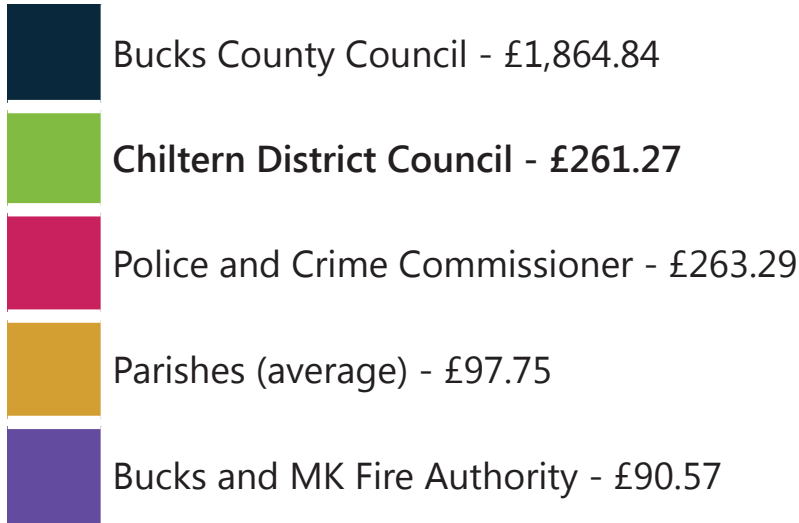 Bucks County Council - £1,864.84
Chiltern District Council - £261.27
Police and Crime Commissioner - £263.29
Parishes (average) - £97.75
Bucks and MK Fire Authority - £90.57